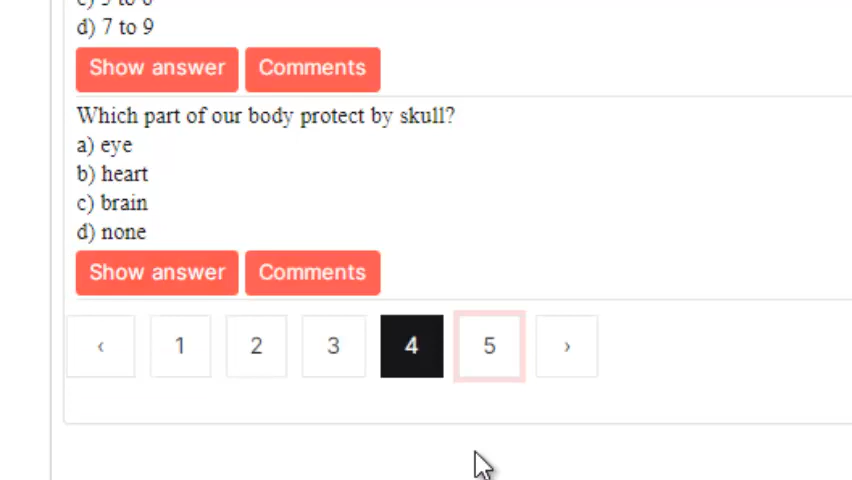 d) 7 to 9
Show answer Comments
Which part of our body protect by skull?
a) eye
b) heart
c) brain
d) none
Show answer Comments
‹ 1 2 3 4 5 ›